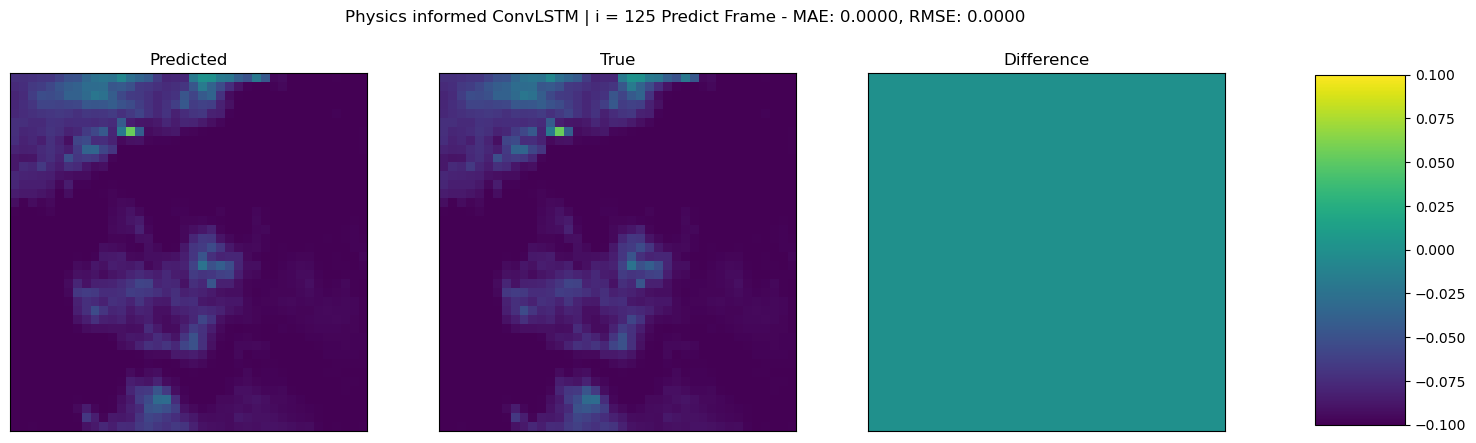 Physics informed ConvLSTM | i = 125 Predict Frame - MAE: 0.0000, RMSE: 0.0000
Predicted
True
Difference
0.100
0.075
0.050
0.025
0.000
−0.025
−0.050
−0.075
−0.100